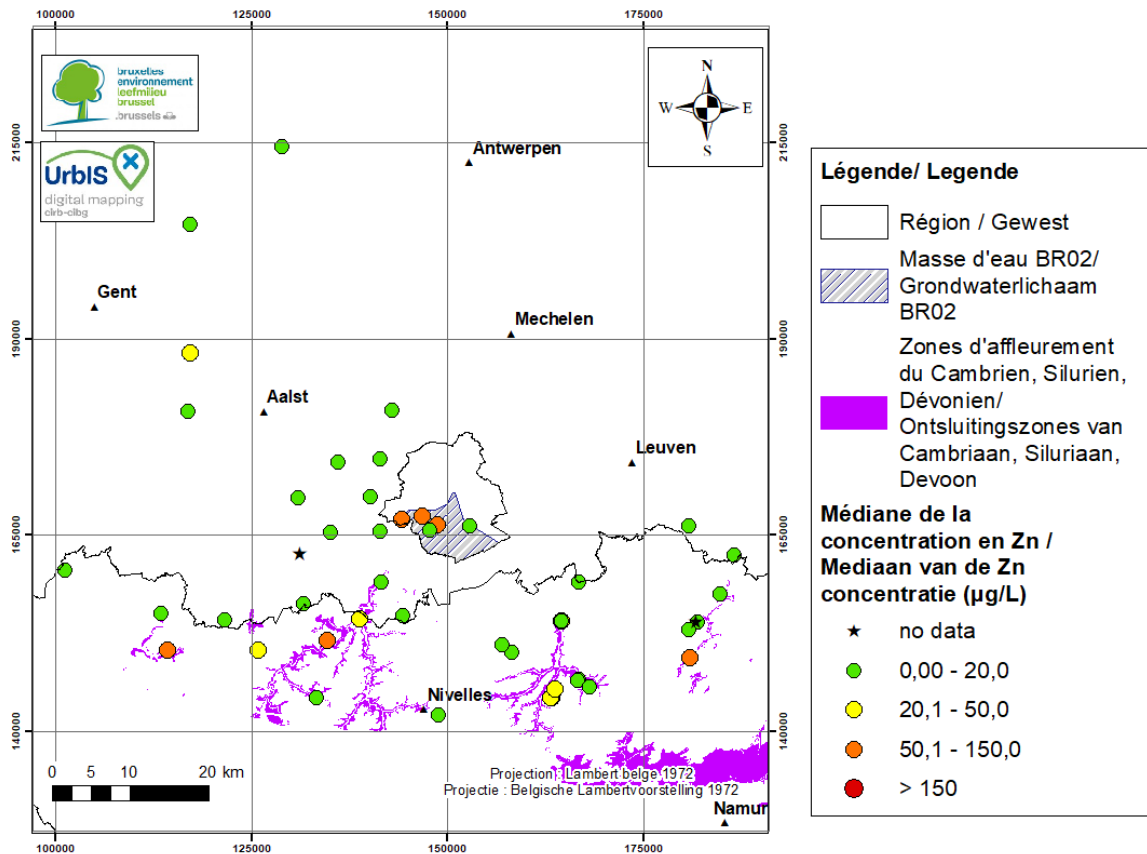 100000
125000
150000
175000
bruxelles
environnement
leefmilieu
brussel
.brussels
UrbIS
digital mapping
cirb-cibg
N
W
E
S
215000
215000
Antwerpen
Gent
Mechelen
190000
190000
Aalst
Leuven
165000
165000
Nivelles
140000
140000
0 5 10 20 km
Projection : Lambert belge 1972
Projectie : Belgische Lambertvoorstelling 1972
Namur
100000
125000
150000
175000
Légende/ Legende
Région / Gewest
Masse d'eau BR02/
Grondwaterlichaam
BR02
Zones d'affleurement
du Cambrien, Silurien,
Dévonien/
Ontsluitingszones van
Cambriaan, Siluriaan,
Devoon
Médiane de la
concentration en Zn /
Mediaan van de Zn
concentratie (µg/L)
no data
0,00 - 20,0
20,1 - 50,0
50,1 - 150,0
> 150